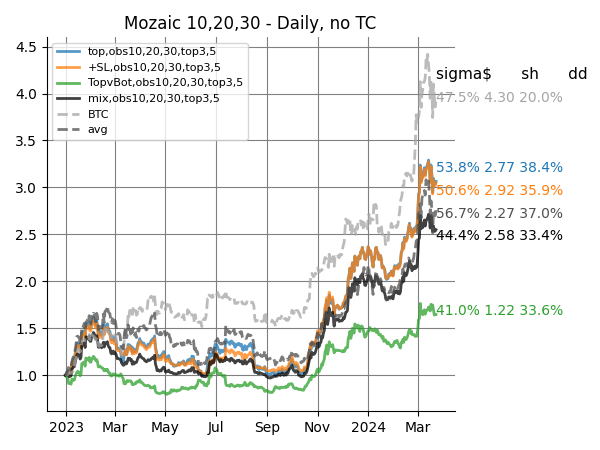 Mozaic 10,20,30 - Daily, no TC
top,obs10,20,30,top3,5
+SL,obs10,20,30,top3,5
TopvBot,obs10,20,30,top3,5
mix,obs10,20,30,top3,5
BTC
avg
sigma$ sh dd
47.5% 4.30 20.0%
53.8% 2.77 38.4%
50.6% 2.92 35.9%
56.7% 2.27 37.0%
44.4% 2.58 33.4%
41.0% 1.22 33.6%
4.5
4.0
3.5
3.0
2.5
2.0
1.5
1.0
2023 Mar May Jul Sep Nov 2024 Mar